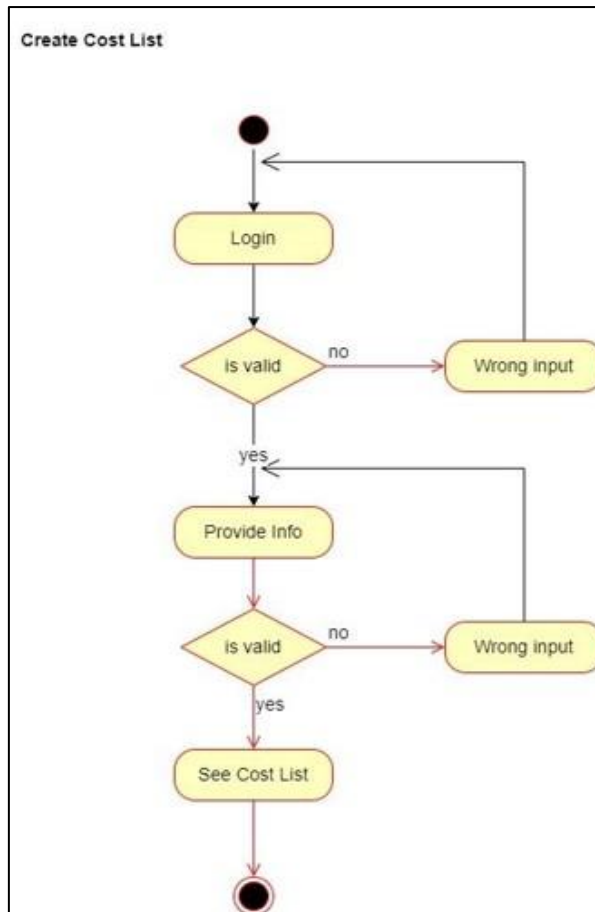 Create Cost List
Login
is valid
no
Wrong input
yes
Provide Info
is valid
no
Wrong input
yes
See Cost List